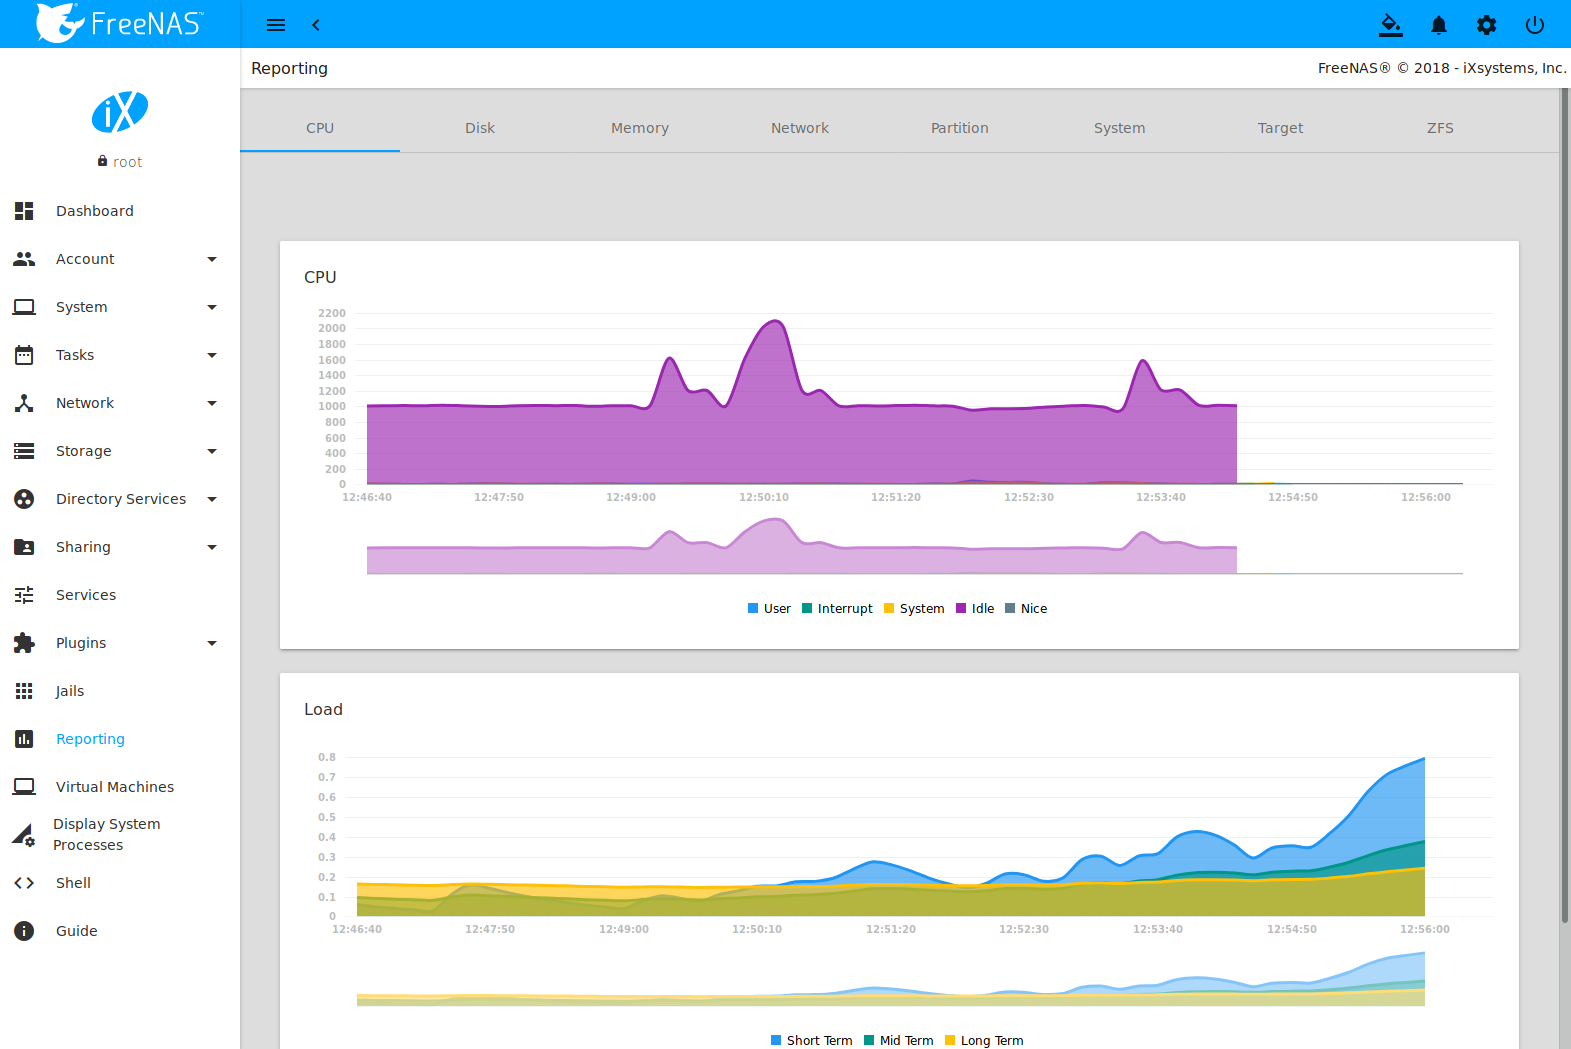 FreeNAS™
Reporting
FreeNAS® © 2018 - iXsystems, Inc.
iX
root
Dashboard
Account
System
Tasks
Network
Storage
Directory Services
Sharing
Services
Plugins
Jails
Reporting
Virtual Machines
Display System
Processes
Shell
Guide
CPU Disk Memory Network Partition System Target ZFS
CPU
2200
2000
1800
1600
1400
1200
1000
800
600
400
200
0
12:46:40 12:47:50 12:49:00 12:50:10 12:51:20 12:52:30 12:53:40 12:54:50 12:56:00
User Interrupt System Idle Nice
Load
0.8
0.7
0.6
0.5
0.4
0.3
0.2
0.1
0
12:46:40 12:47:50 12:49:00 12:50:10 12:51:20 12:52:30 12:53:40 12:54:50 12:56:00
Short Term Mid Term Long Term